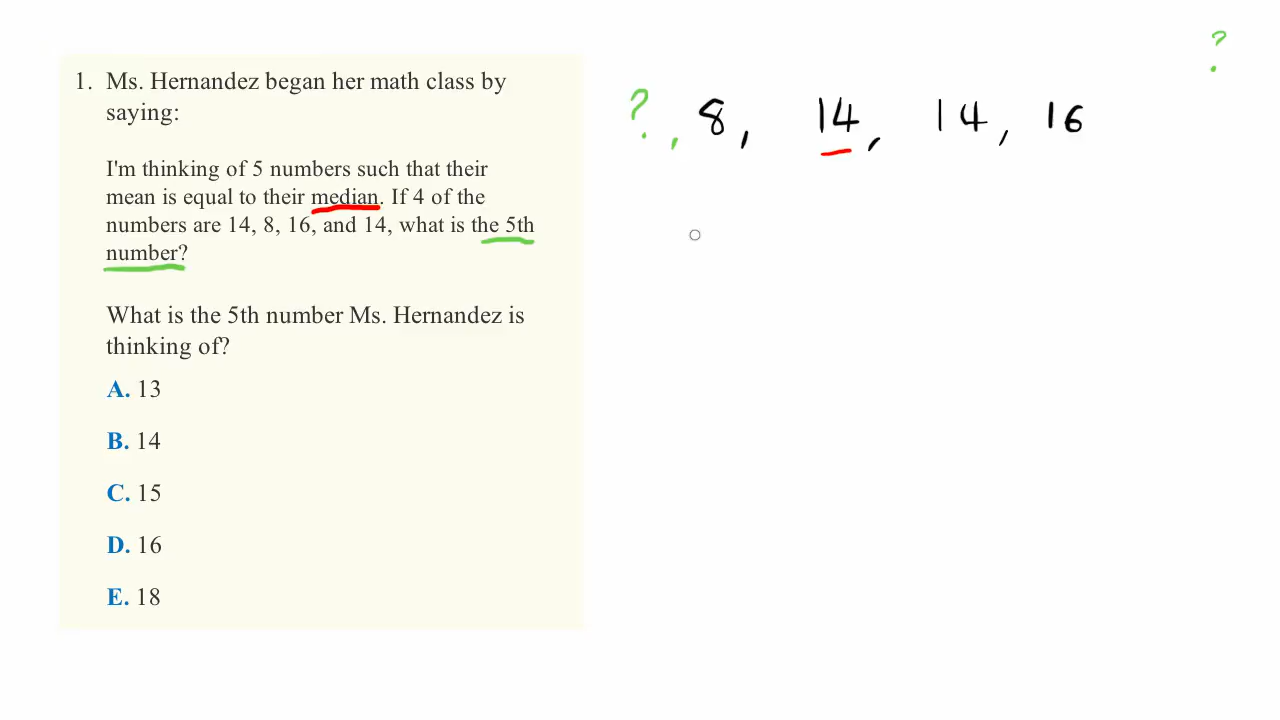 1. Ms. Hernandez began her math class by
saying:
I'm thinking of 5 numbers such that their
mean is equal to their median. If 4 of the
numbers are 14, 8, 16, and 14, what is the 5th
number?
What is the 5th number Ms. Hernandez is
thinking of?
A. 13
B. 14
C. 15
D. 16
E. 18
?
?, 8, 14, 14, 16